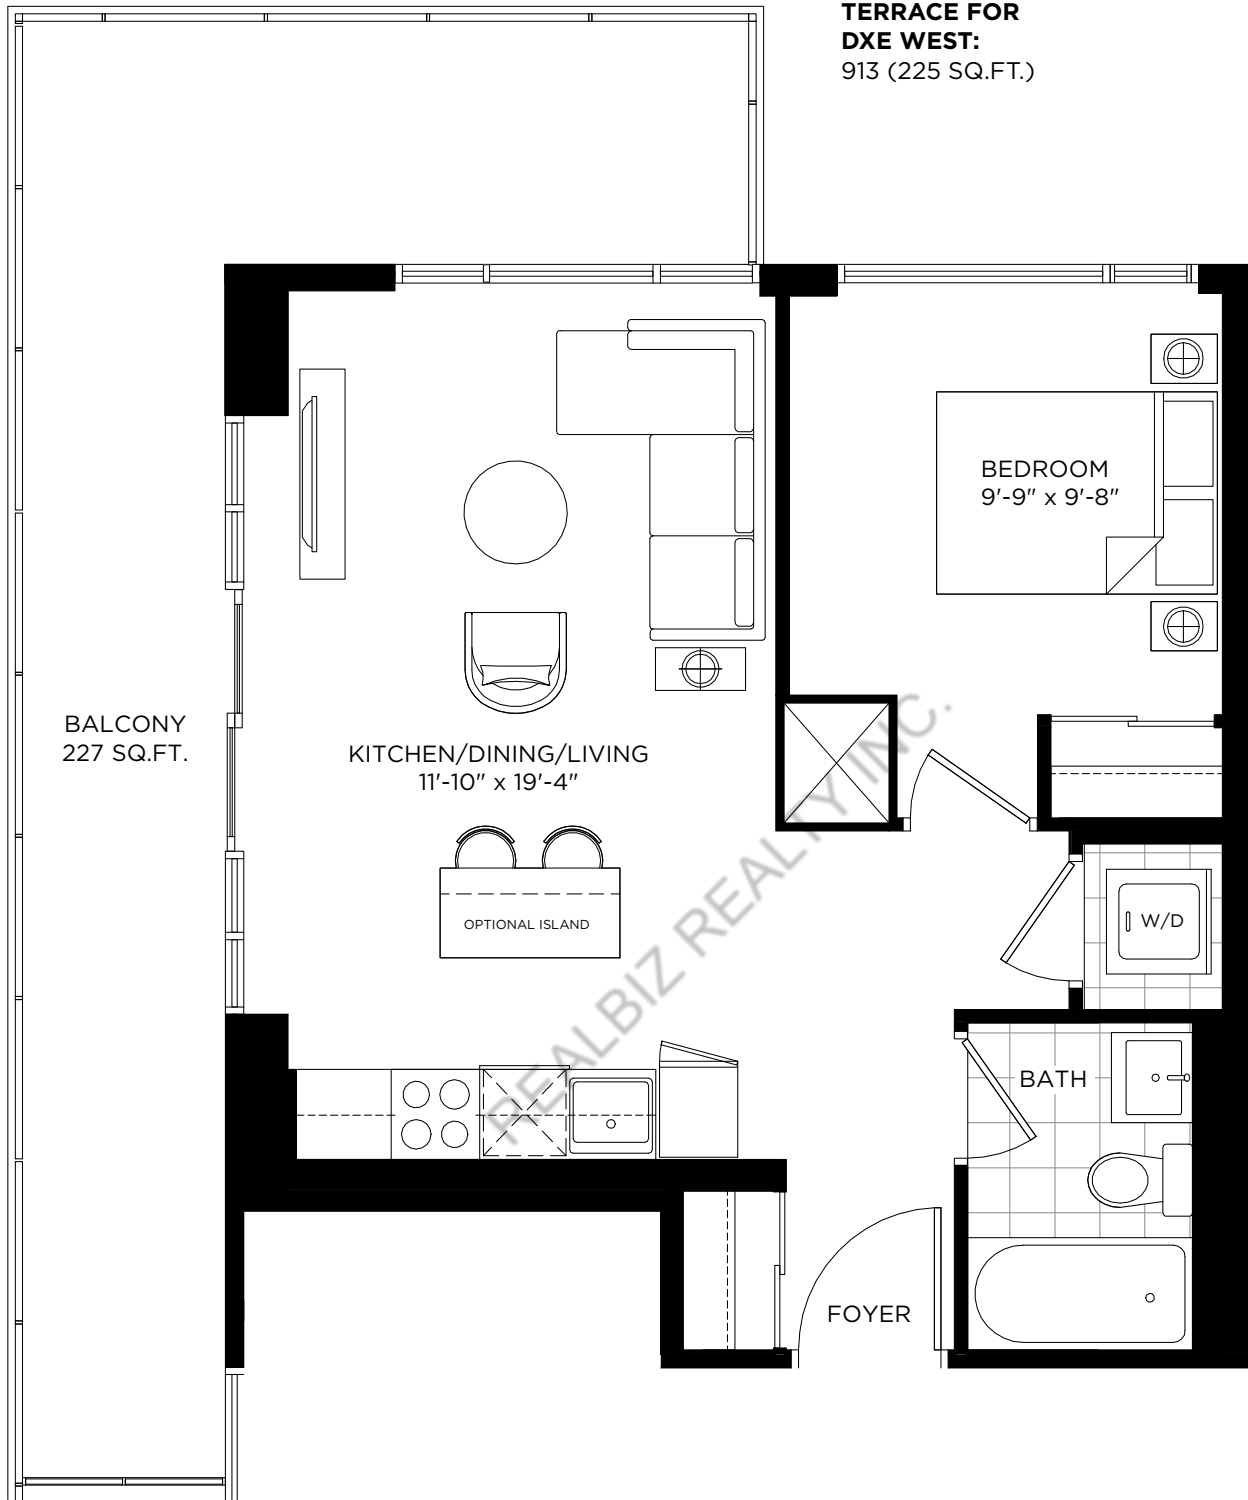 TERRACE FOR
DXE WEST:
913 (225 SQ.FT.)
BEDROOM
9'-9" x 9'-8"
BALCONY
227 SQ.FT.
KITCHEN/DINING/LIVING
11'-10" x 19'-4"
OPTIONAL ISLAND
W/D
REALBIZ REALTY INC.
BATH
FOYER